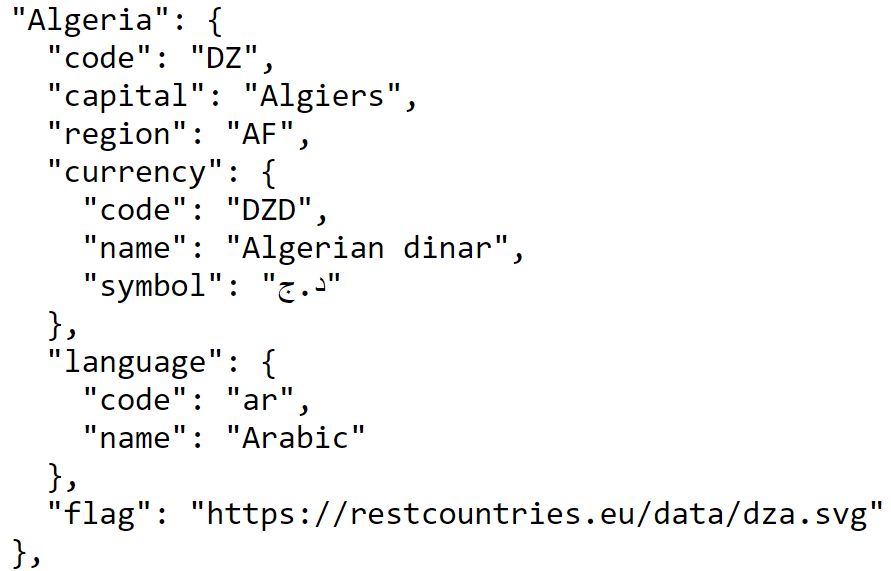 "Algeria": {
"code": "DZ",
"capital": "Algiers",
"region": "AF",
"currency": {
"code": "DZD",
"name": "Algerian dinar",
"symbol": "د.ج"
},
"language": {
"code": "ar",
"name": "Arabic"
},
"flag": "https://restcountries.eu/data/dza.svg"
},